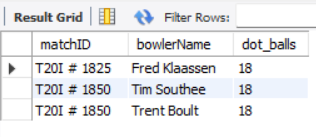 Result Grid Filter Rows:
matchID bowlerName dot_balls
T20I # 1825 Fred Klaassen 18
T20I # 1850 Tim Southee 18
T20I # 1850 Trent Boult 18